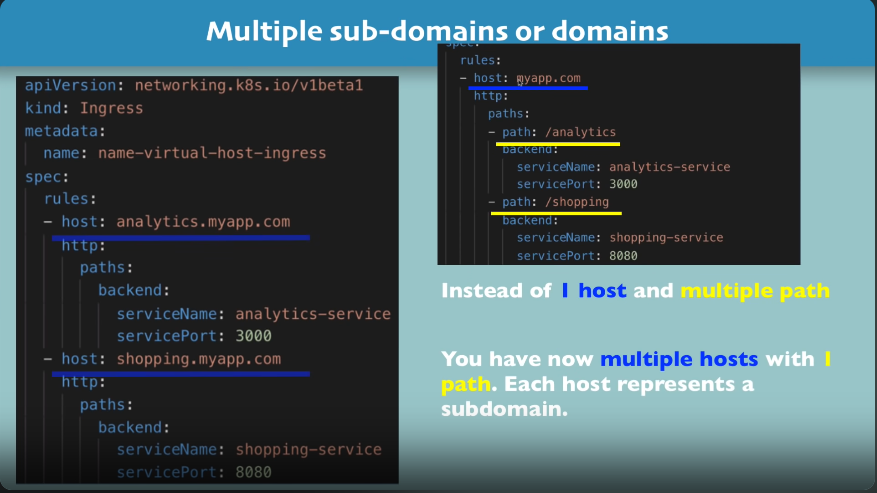 Multiple sub-domains or domains
apiVersion: networking.k8s.io/v1beta1
kind: Ingress
metadata:
  name: name-virtual-host-ingress
spec:
  rules:
  - host: analytics.myapp.com
    http:
      paths:
        backend:
          serviceName: analytics-service
          servicePort: 3000
  - host: shopping.myapp.com
    http:
      paths:
        backend:
          serviceName: shopping-service
          servicePort: 8080
spec:
  rules:
  - host: myapp.com
    http:
      paths:
      - path: /analytics
        backend:
          serviceName: analytics-service
          servicePort: 3000
      - path: /shopping
        backend:
          serviceName: shopping-service
          servicePort: 8080
Instead of 1 host and multiple path
You have now multiple hosts with 1
path. Each host represents a
subdomain.